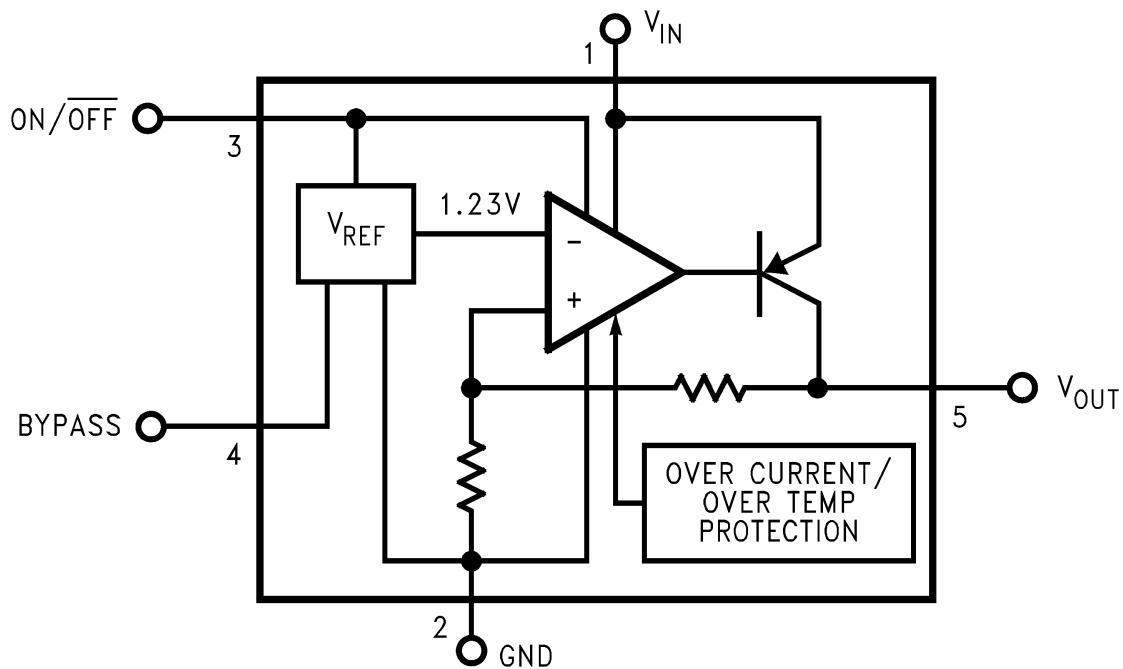 V_IN
1
ON/OFF
3
1.23V
V_REF
−
+
V_OUT
5
BYPASS
4
OVER CURRENT/
OVER TEMP
PROTECTION
2
GND